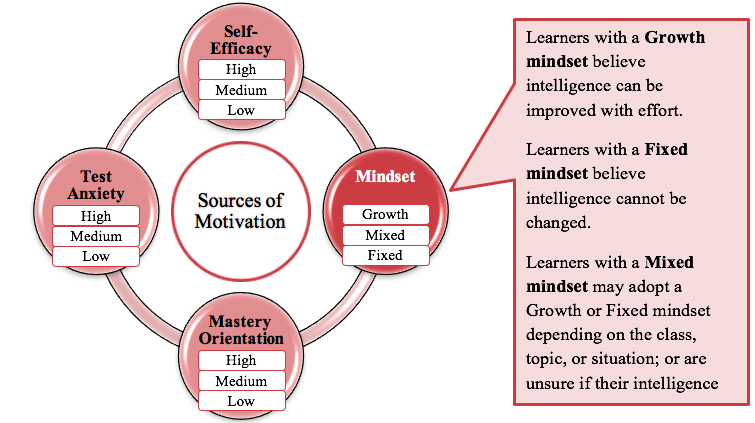 Self-
Efficacy
High
Medium
Low
Test
Anxiety
High
Medium
Low
Sources of
Motivation
Mindset
Growth
Mixed
Fixed
Mastery
Orientation
High
Medium
Low
Learners with a Growth
mindset believe
intelligence can be
improved with effort.
Learners with a Fixed
mindset believe
intelligence cannot be
changed.
Learners with a Mixed
mindset may adopt a
Growth or Fixed mindset
depending on the class,
topic, or situation; or are
unsure if their intelligence